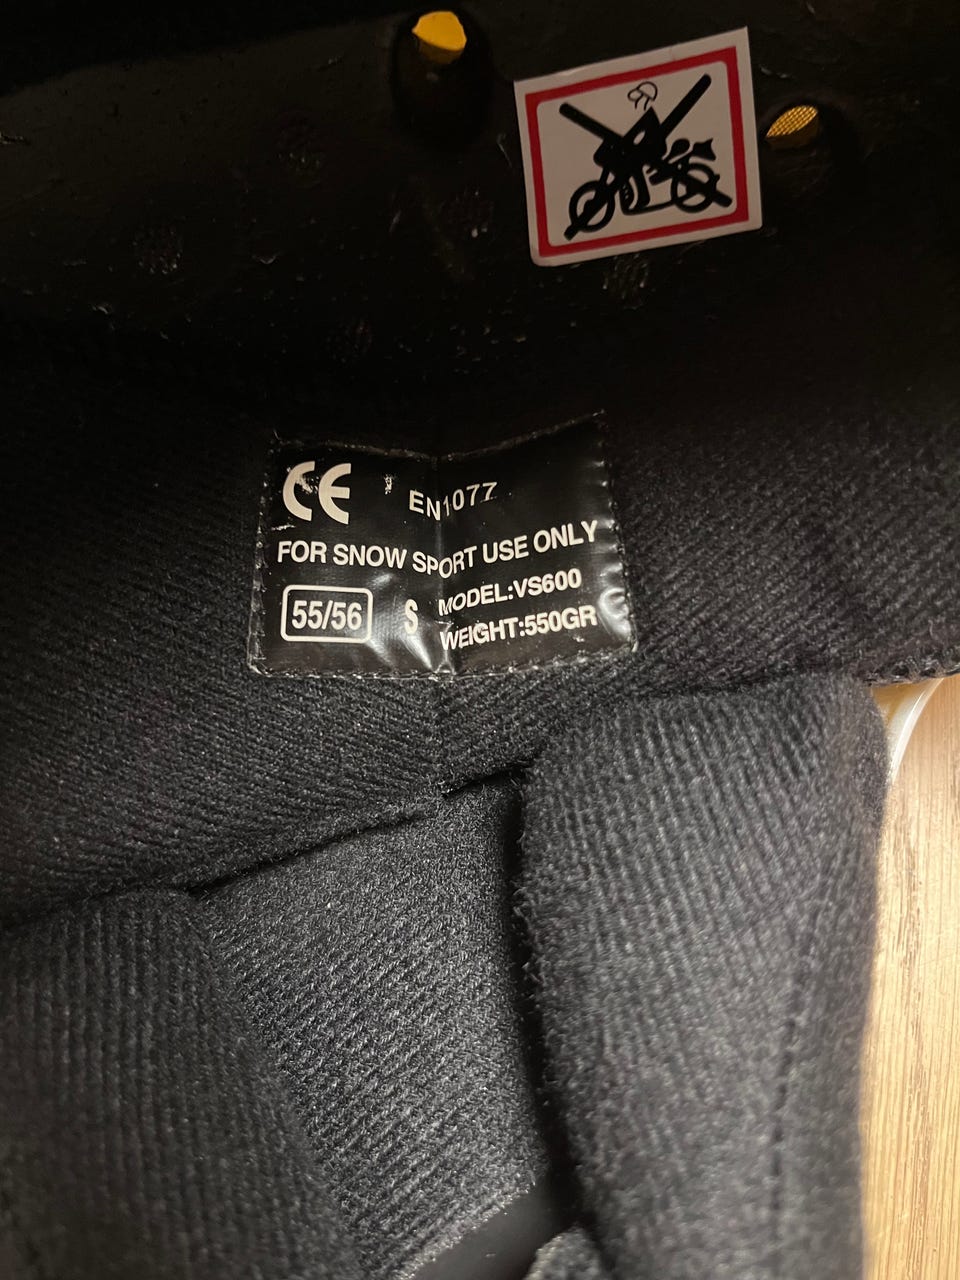 CE EN1077
FOR SNOW SPORT USE ONLY
55/56 S MODEL:VS600
WEIGHT:550GR